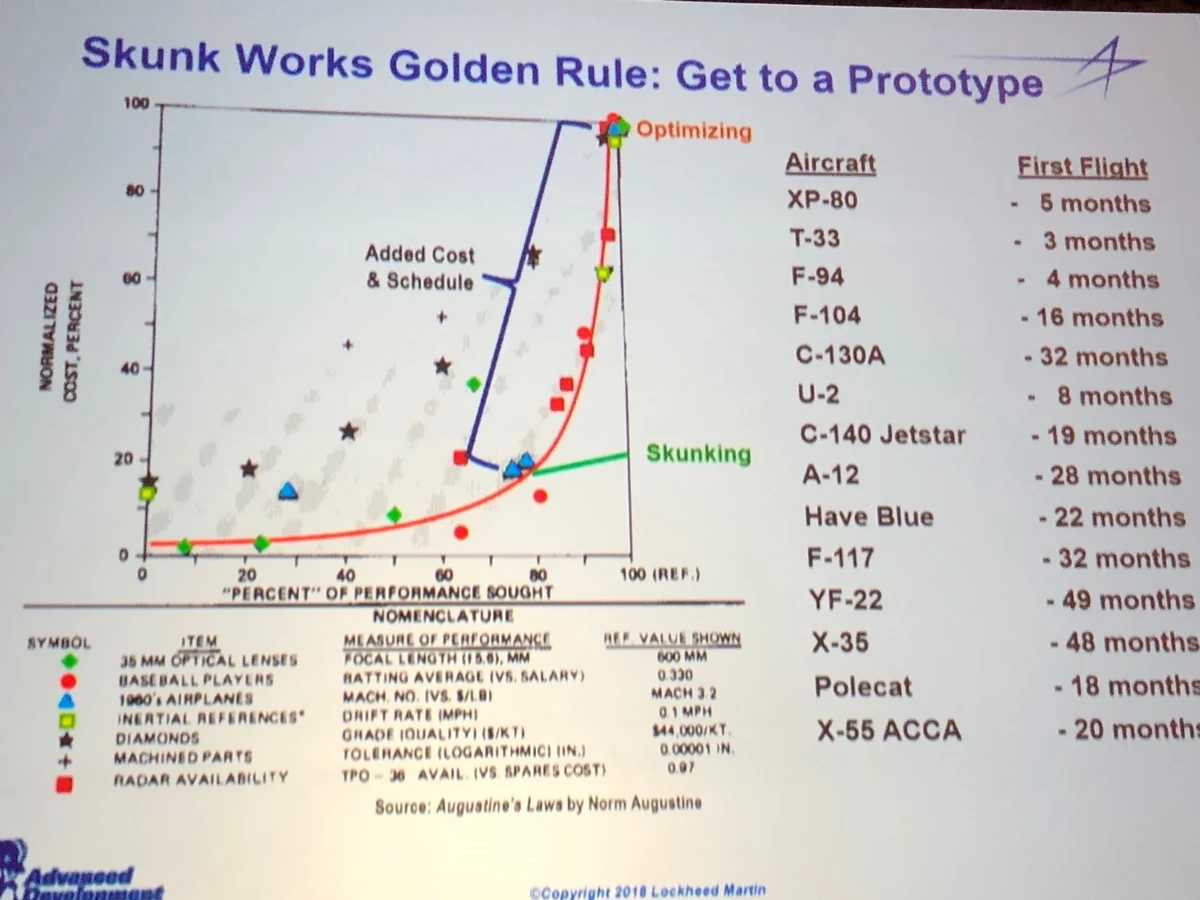 Skunk Works Golden Rule: Get to a Prototype
100
80
60
40
20
0
NORMALIZED
COST, PERCENT
Optimizing
Added Cost
& Schedule
Skunking
0 20 40 60 80 100 (REF.)
"PERCENT" OF PERFORMANCE SOUGHT
Aircraft First Flight
XP-80 - 5 months
T-33 - 3 months
F-94 - 4 months
F-104 - 16 months
C-130A - 32 months
U-2 - 8 months
C-140 Jetstar - 19 months
A-12 - 28 months
Have Blue - 22 months
F-117 - 32 months
YF-22 - 49 months
X-35 - 48 months
Polecat - 18 months
X-55 ACCA - 20 months
NOMENCLATURE
SYMBOL ITEM MEASURE OF PERFORMANCE REF. VALUE SHOWN
35 MM OPTICAL LENSES FOCAL LENGTH (f 5.6), MM 600 MM
BASEBALL PLAYERS BATTING AVERAGE (VS. SALARY) 0.330
1960's AIRPLANES MACH. NO. (VS. $/LB) MACH 3.2
INERTIAL REFERENCES* DRIFT RATE (MPH) 0.1 MPH
DIAMONDS GRADE (QUALITY) ($/KT) $44,000/KT.
MACHINED PARTS TOLERANCE (LOGARITHMIC) (IN.) 0.00001 IN.
RADAR AVAILABILITY TPO - 36 AVAIL. (VS. SPARES COST) 0.97
Source: Augustine's Laws by Norm Augustine
Advanced
Development
©Copyright 2018 Lockheed Martin